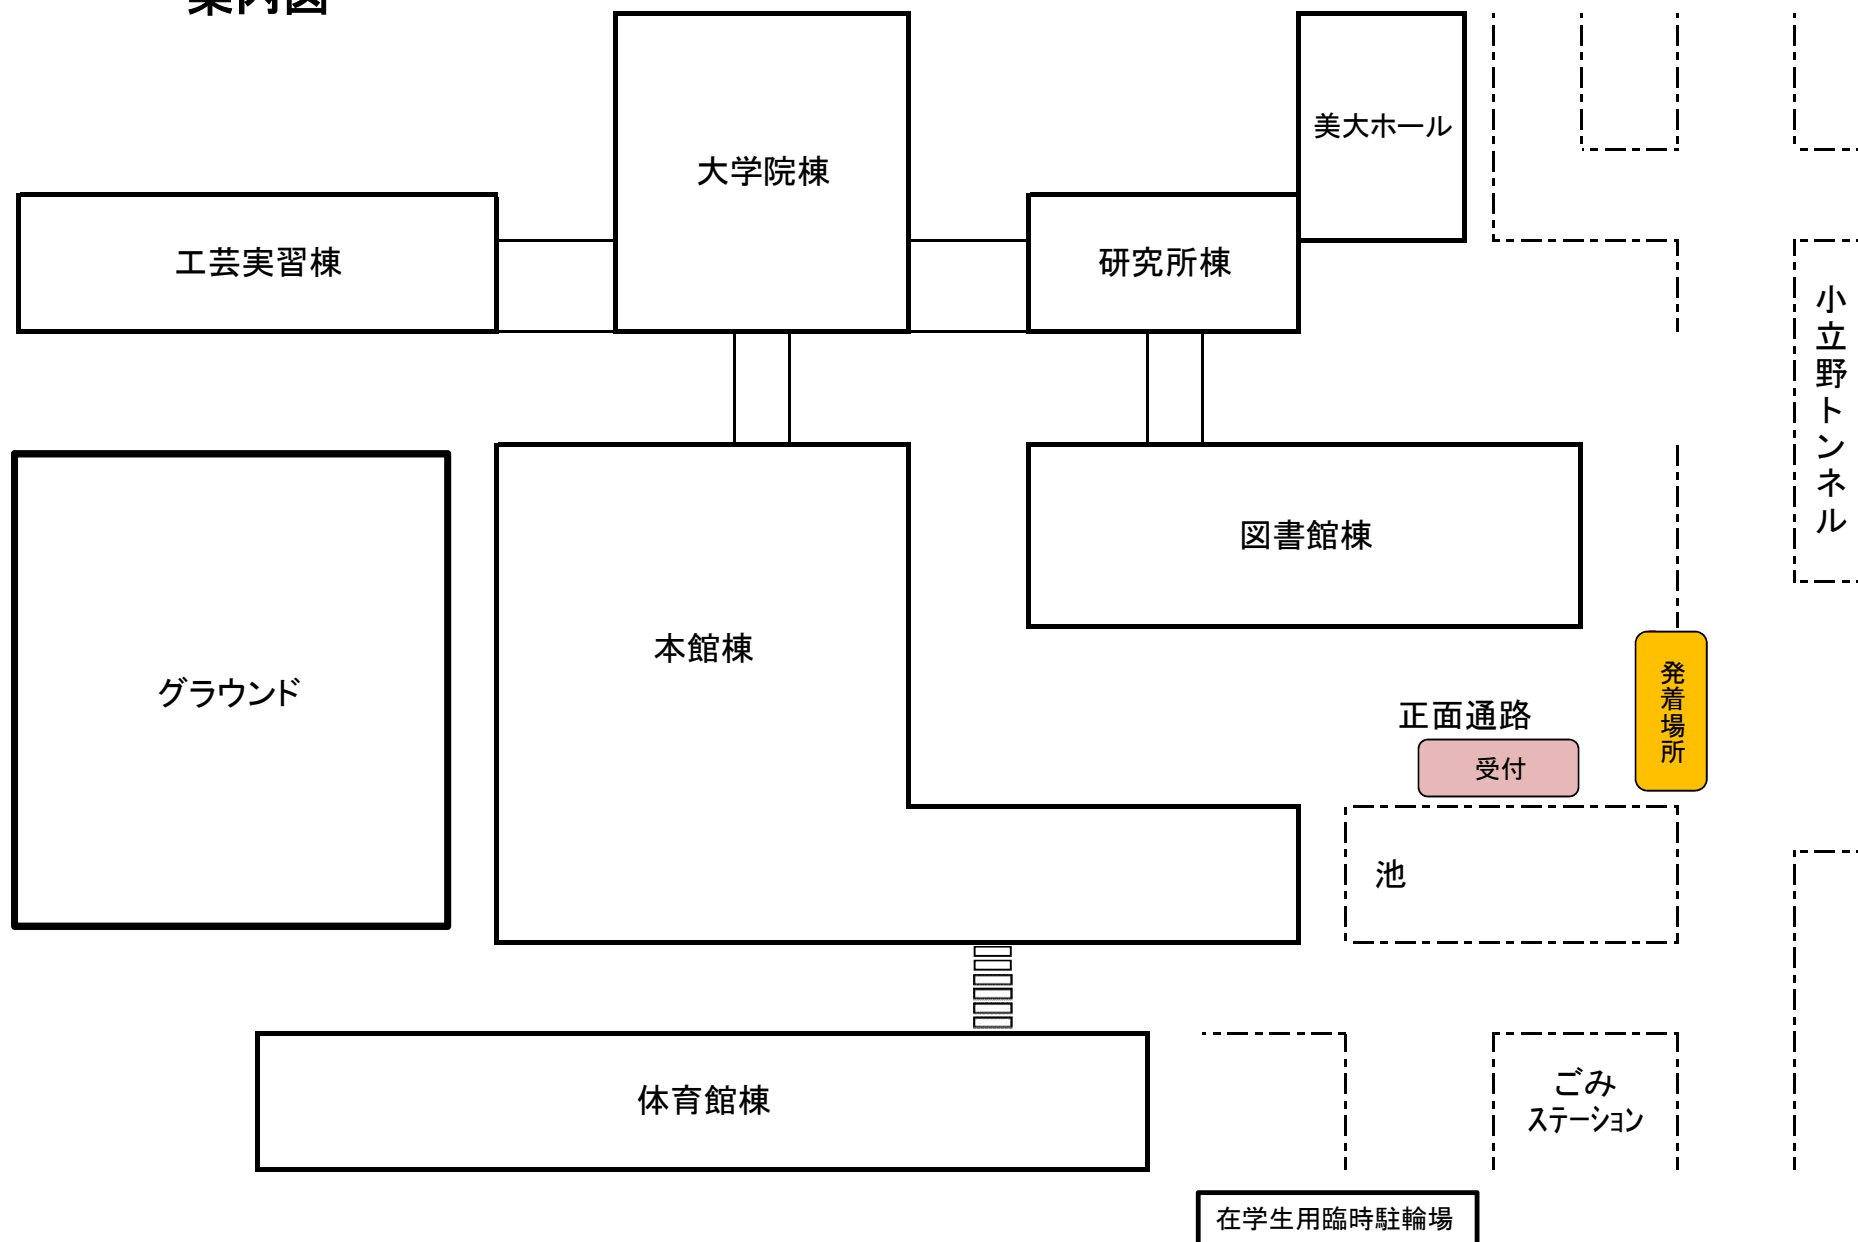 案内図
美大ホール
大学院棟
工芸実習棟
研究所棟
小立野トンネル
図書館棟
本館棟
グラウンド
発着場所
正面通路
受付
池
ごみ
ステーション
体育館棟
在学生用臨時駐輪場